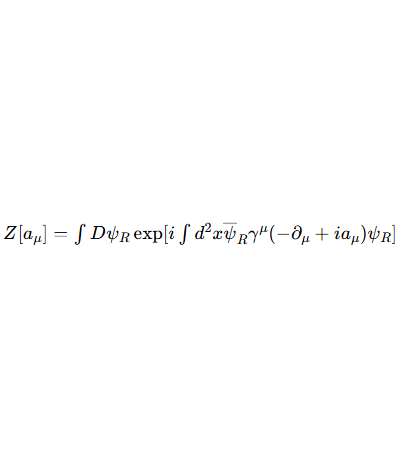 Z[a_μ] = ∫ Dψ_R exp[i ∫ d²x ψ̅_R γ^μ (−∂_μ + ia_μ)ψ_R]